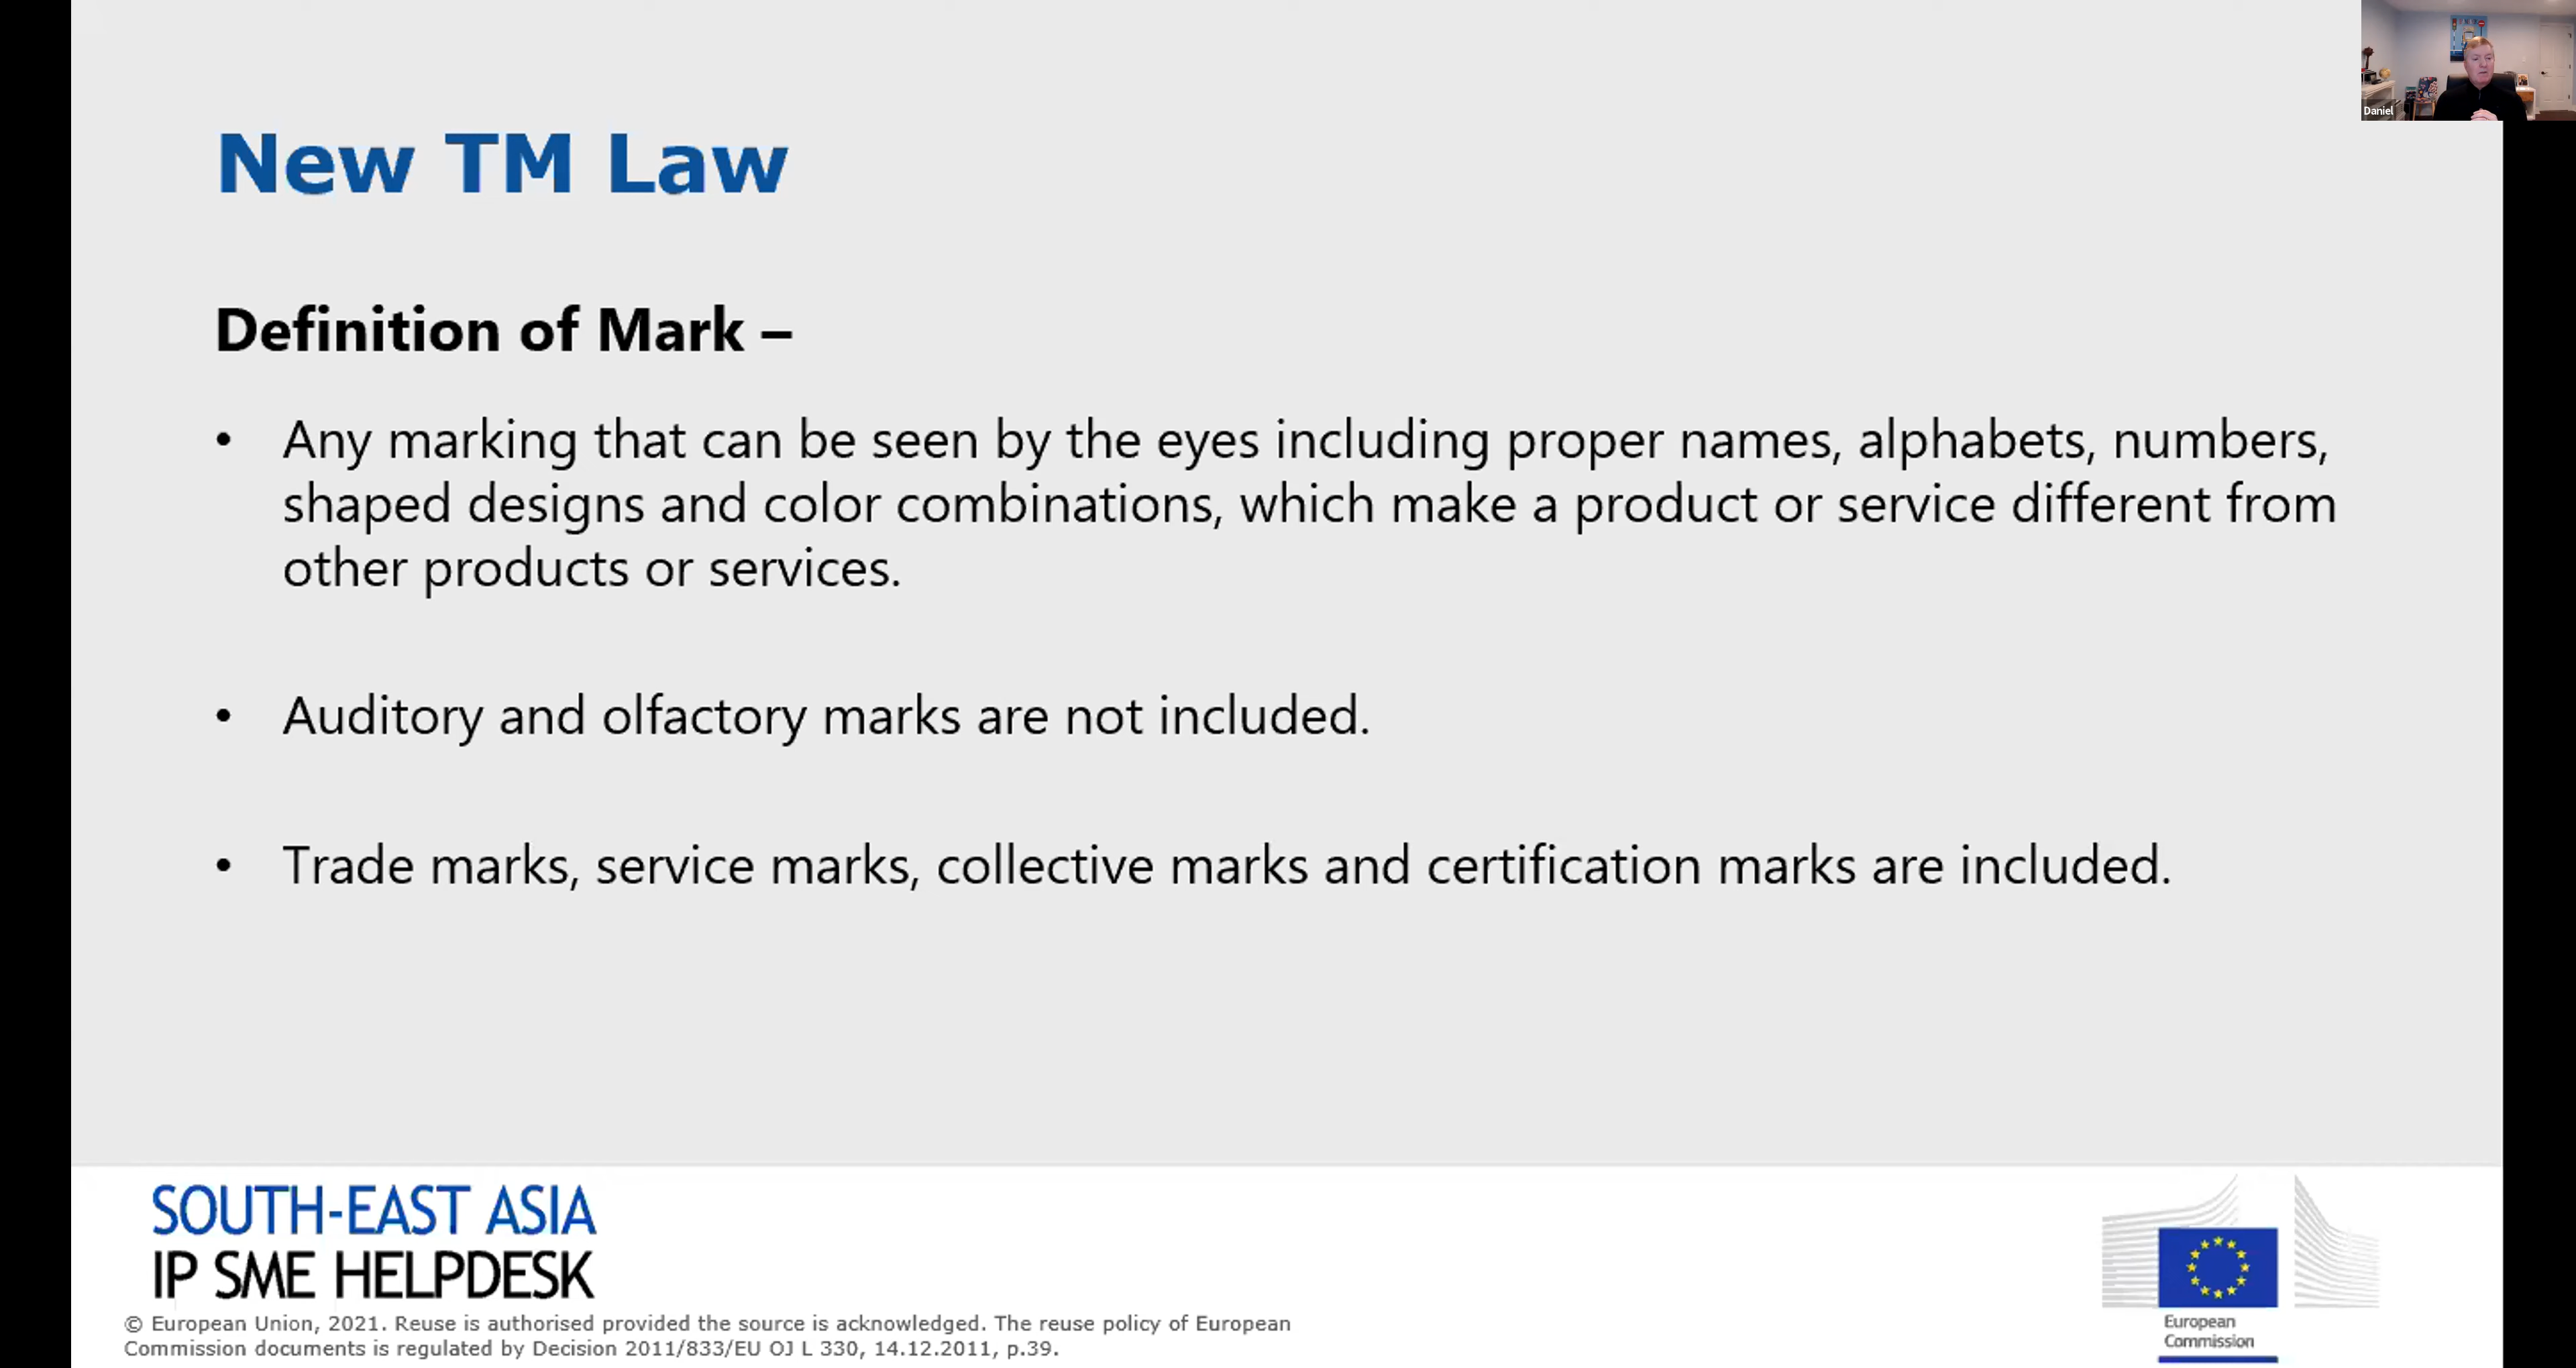 Daniel
New TM Law
Definition of Mark –
• Any marking that can be seen by the eyes including proper names, alphabets, numbers,
shaped designs and color combinations, which make a product or service different from
other products or services.
• Auditory and olfactory marks are not included.
• Trade marks, service marks, collective marks and certification marks are included.
SOUTH-EAST ASIA
IP SME HELPDESK
© European Union, 2021. Reuse is authorised provided the source is acknowledged. The reuse policy of European
Commission documents is regulated by Decision 2011/833/EU OJ L 330, 14.12.2011, p.39.
European
Commission